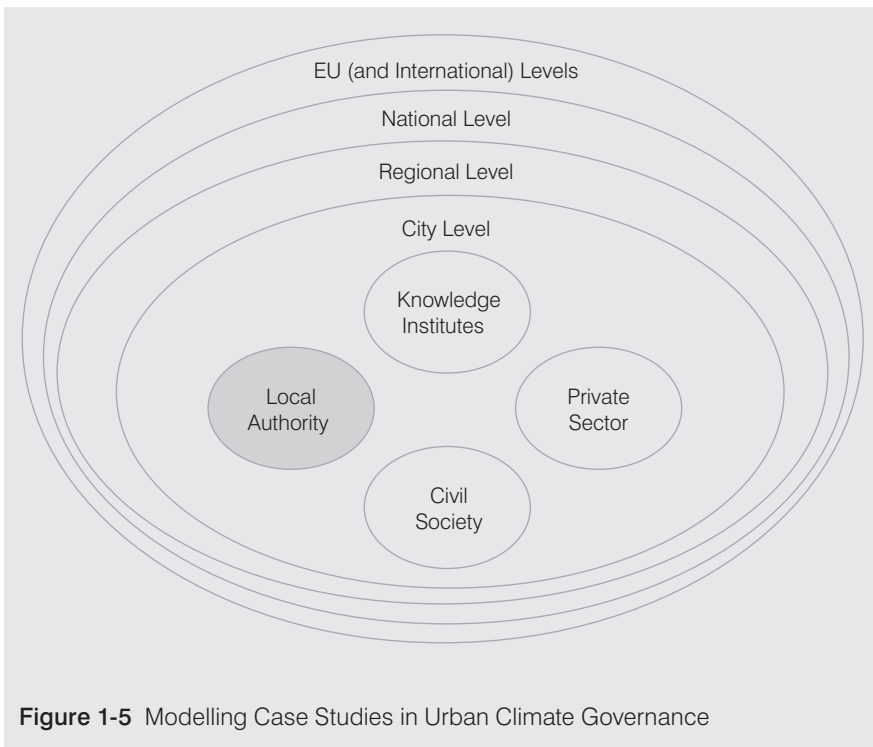 EU (and International) Levels
National Level
Regional Level
City Level
Knowledge
Institutes
Local
Authority
Private
Sector
Civil
Society
Figure 1-5 Modelling Case Studies in Urban Climate Governance